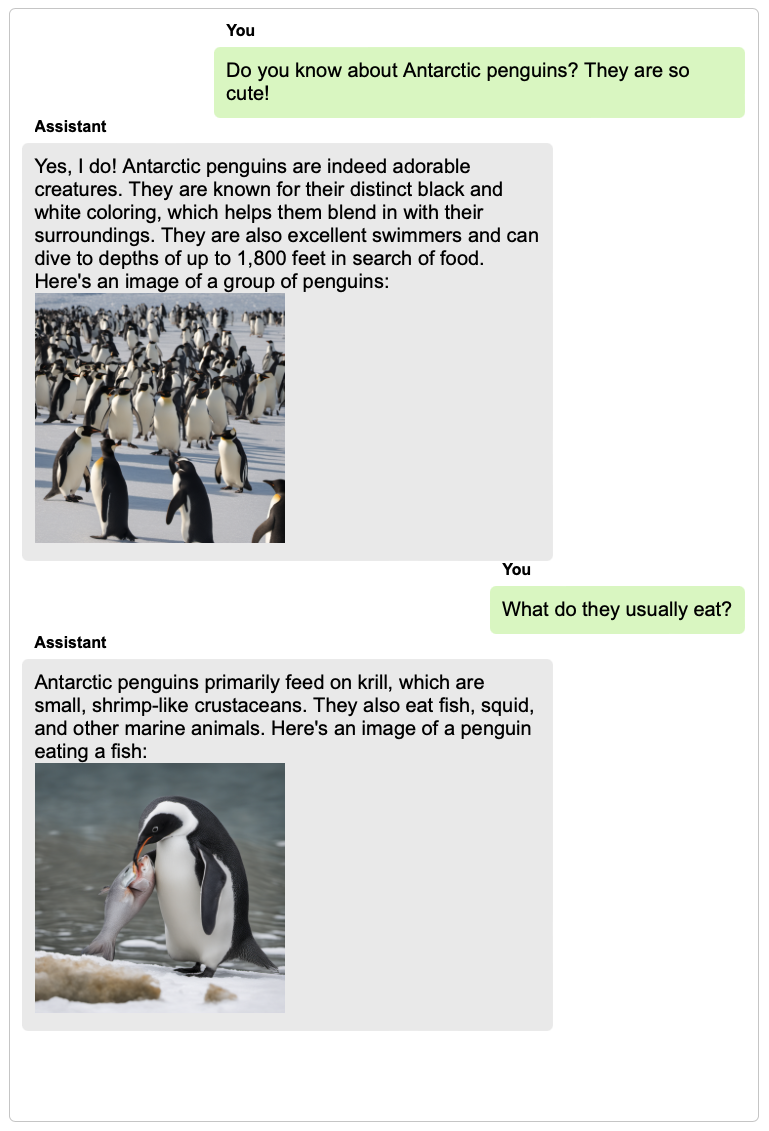 You
Do you know about Antarctic penguins? They are so
cute!
Assistant
Yes, I do! Antarctic penguins are indeed adorable
creatures. They are known for their distinct black and
white coloring, which helps them blend in with their
surroundings. They are also excellent swimmers and can
dive to depths of up to 1,800 feet in search of food.
Here's an image of a group of penguins:
You
What do they usually eat?
Assistant
Antarctic penguins primarily feed on krill, which are
small, shrimp-like crustaceans. They also eat fish, squid,
and other marine animals. Here's an image of a penguin
eating a fish: